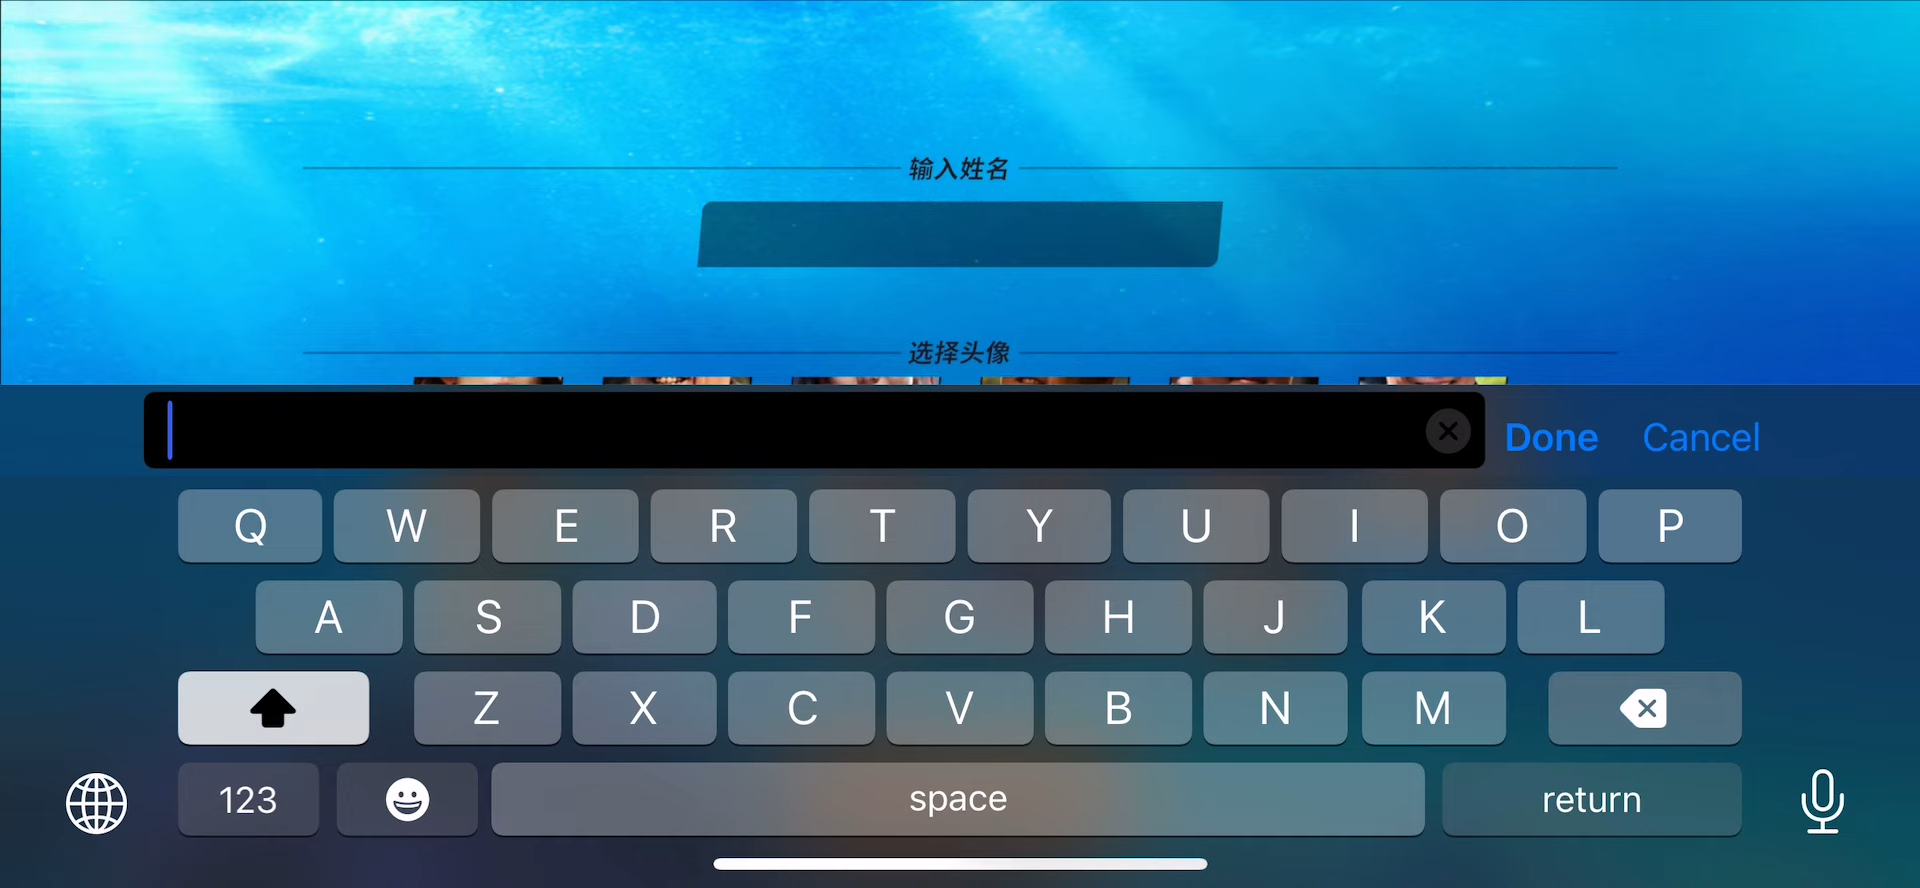 输入姓名
选择头像
Done Cancel
Q W E R T Y U I O P
A S D F G H J K L
Z X C V B N M
123 space return